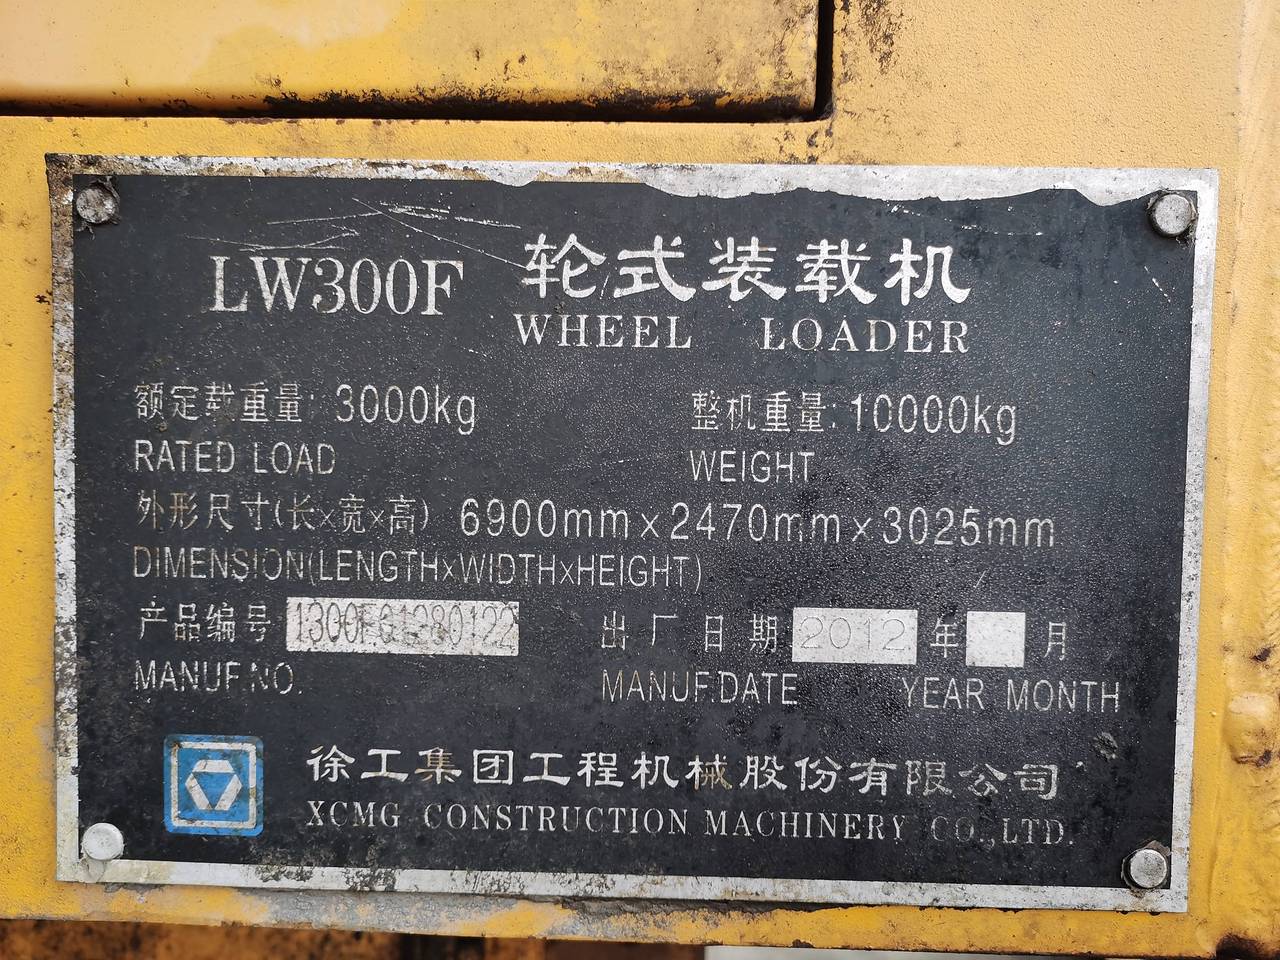 LW300F 轮式装载机
WHEEL LOADER
额定载重量: 3000kg 整机重量: 10000kg
RATED LOAD WEIGHT
外形尺寸(长×宽×高) 6900mm×2470mm×3025mm
DIMENSION(LENGTH×WIDTH×HEIGHT)
产品编号 出厂日期 2012 年 月
MANUF.NO. MANUF.DATE YEAR MONTH
徐工集团工程机械股份有限公司
XCMG CONSTRUCTION MACHINERY CO.,LTD.